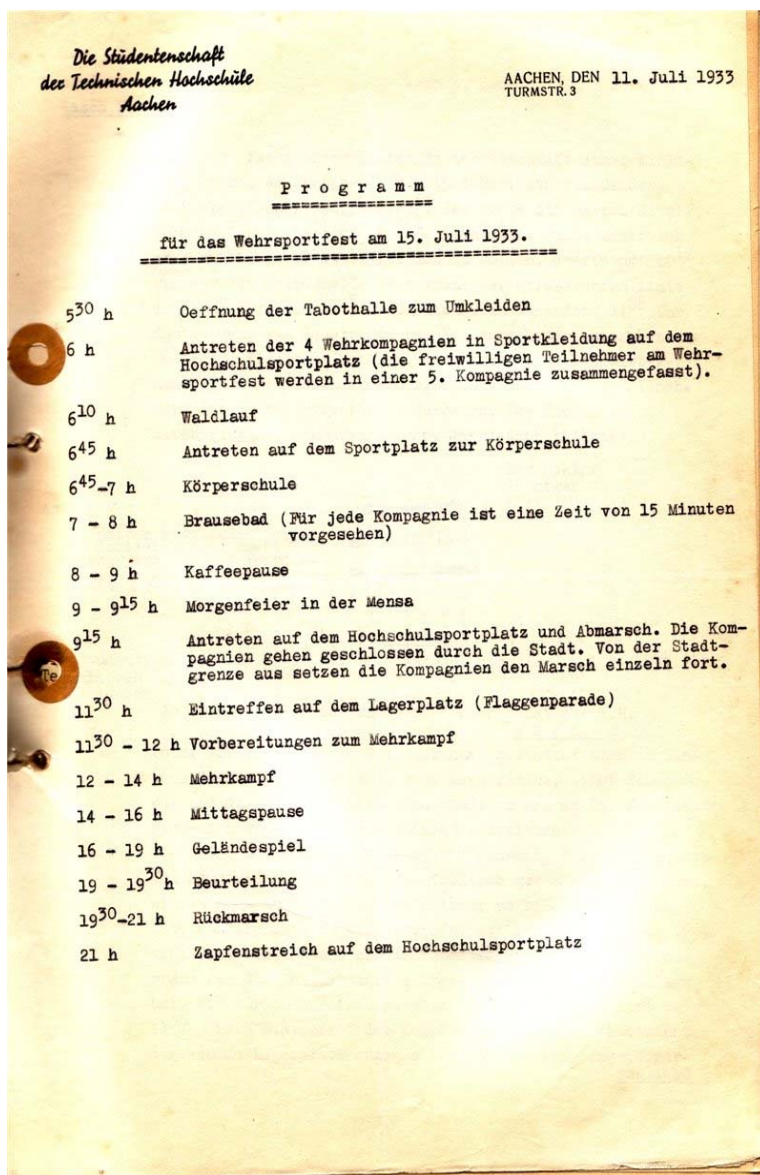 Die Studentenschaft
der Technischen Hochschule
Aachen
AACHEN, DEN 11. Juli 1933
TURMSTR. 3
Programm
für das Wehrsportfest am 15. Juli 1933.
5³⁰ h Oeffnung der Tabothalle zum Umkleiden
6 h Antreten der 4 Wehrkompagnien in Sportkleidung auf dem
Hochschulsportplatz (die freiwilligen Teilnehmer am Wehr-
sportfest werden in einer 5. Kompagnie zusammengefasst).
6¹⁰ h Waldlauf
6⁴⁵ h Antreten auf dem Sportplatz zur Körperschule
6⁴⁵-7 h Körperschule
7 - 8 h Brausebad (Für jede Kompagnie ist eine Zeit von 15 Minuten
vorgesehen)
8 - 9 h Kaffeepause
9 - 9¹⁵ h Morgenfeier in der Mensa
9¹⁵ h Antreten auf dem Hochschulsportplatz und Abmarsch. Die Kom-
pagnien gehen geschlossen durch die Stadt. Von der Stadt-
grenze aus setzen die Kompagnien den Marsch einzeln fort.
Te
11³⁰ h Eintreffen auf dem Lagerplatz (Flaggenparade)
11³⁰ - 12 h Vorbereitungen zum Mehrkampf
12 - 14 h Mehrkampf
14 - 16 h Mittagspause
16 - 19 h Geländespiel
19 - 19³⁰h Beurteilung
19³⁰-21 h Rückmarsch
21 h Zapfenstreich auf dem Hochschulsportplatz